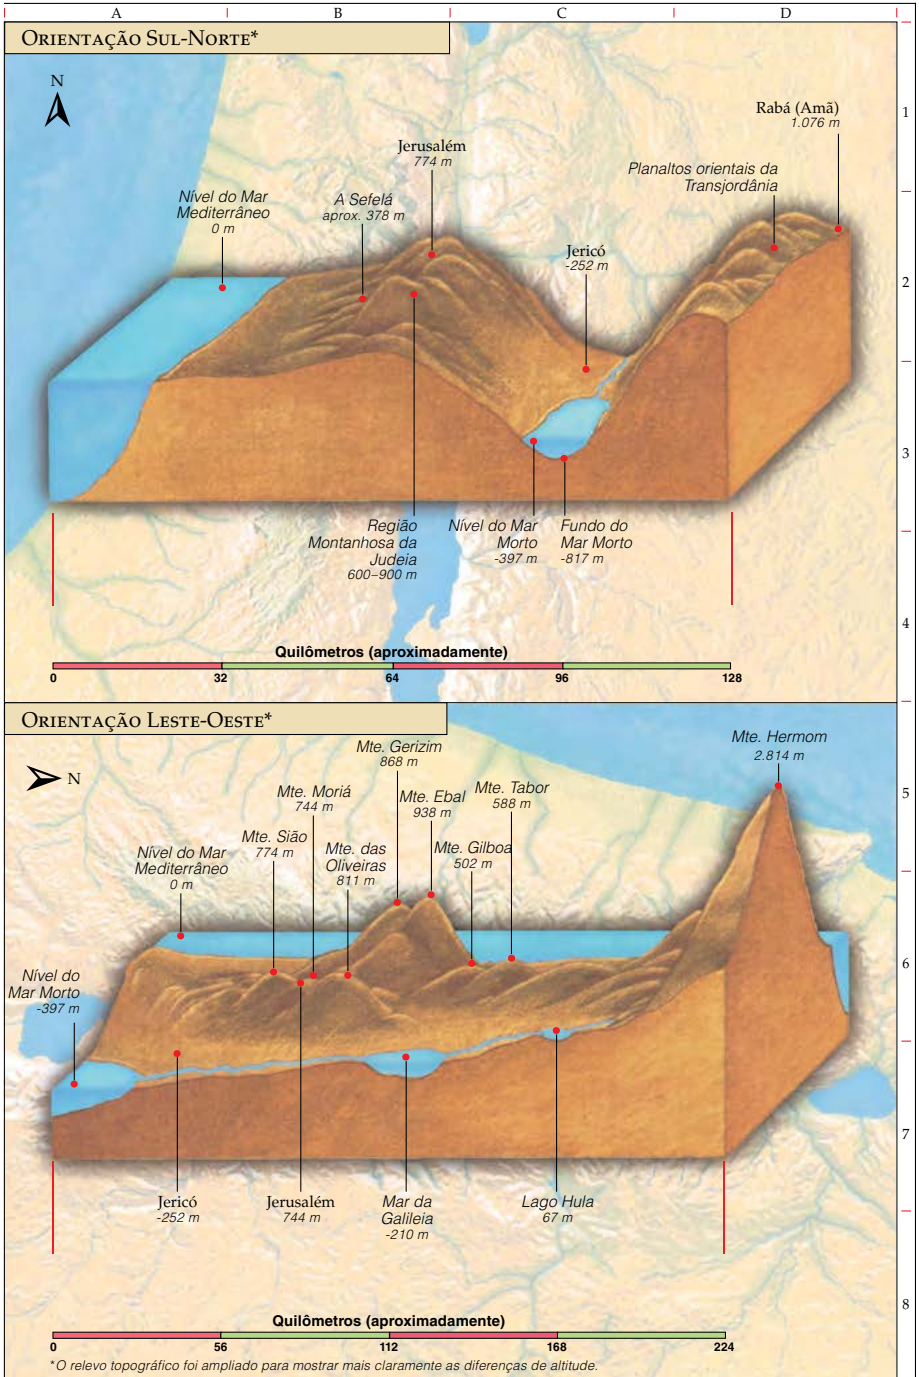 A B C D
ORIENTAÇÃO SUL-NORTE*
N
1
Rabá (Amã)
1.076 m
Jerusalém
774 m
Planaltos orientais da
Transjordânia
Nível do Mar
Mediterrâneo
0 m
A Sefelá
aprox. 378 m
Jericó
-252 m
2
3
Região
Montanhosa da
Judeia
600–900 m
Nível do Mar
Morto
-397 m
Fundo do
Mar Morto
-817 m
4
Quilômetros (aproximadamente)
0 32 64 96 128
ORIENTAÇÃO LESTE-OESTE*
N
Mte. Hermom
2.814 m
Mte. Gerizim
868 m
5
Mte. Moriá
744 m
Mte. Ebal
938 m
Mte. Tabor
588 m
Mte. Sião
774 m
Mte. das
Oliveiras
811 m
Mte. Gilboa
502 m
Nível do Mar
Mediterrâneo
0 m
6
Nível do
Mar Morto
-397 m
7
Jericó
-252 m
Jerusalém
744 m
Mar da
Galileia
-210 m
Lago Hula
67 m
8
Quilômetros (aproximadamente)
0 56 112 168 224
*O relevo topográfico foi ampliado para mostrar mais claramente as diferenças de altitude.